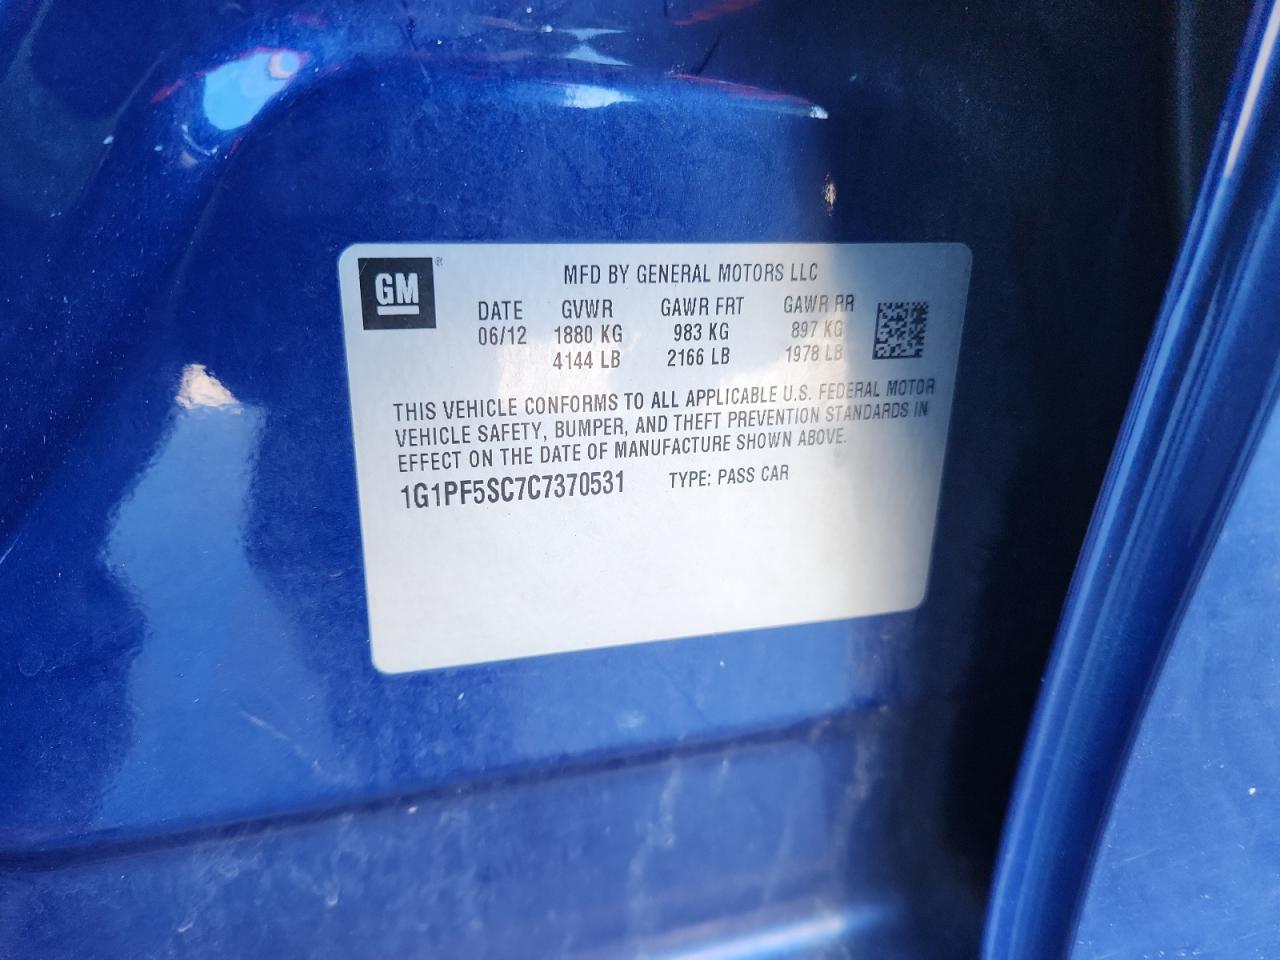 GM ®
MFD BY GENERAL MOTORS LLC
DATE GVWR GAWR FRT GAWR RR
06/12 1880 KG 983 KG 897 KG
4144 LB 2166 LB 1978 LB
THIS VEHICLE CONFORMS TO ALL APPLICABLE U.S. FEDERAL MOTOR
VEHICLE SAFETY, BUMPER, AND THEFT PREVENTION STANDARDS IN
EFFECT ON THE DATE OF MANUFACTURE SHOWN ABOVE.
1G1PF5SC7C7370531 TYPE: PASS CAR